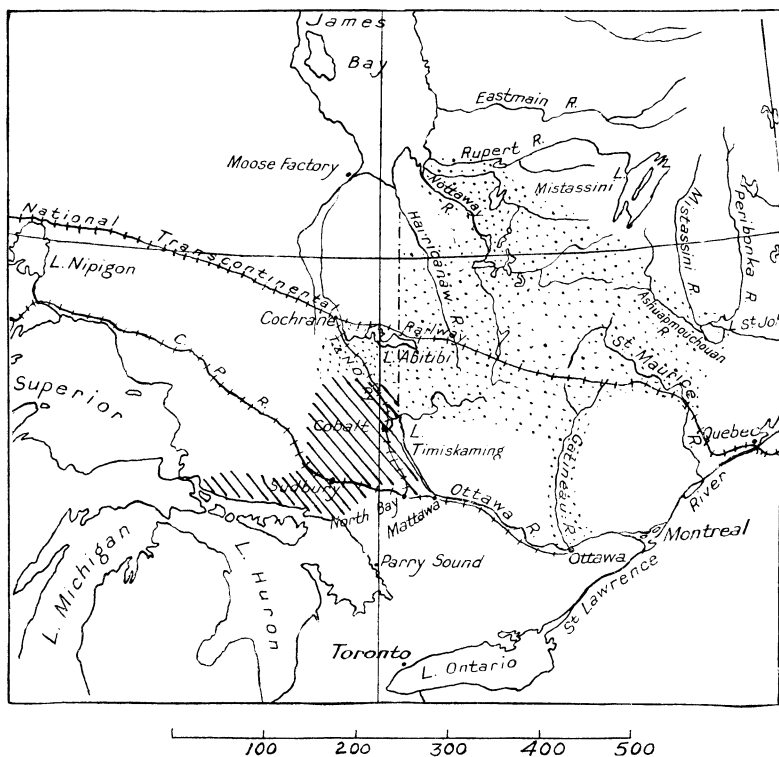 James
Bay
Eastmain R.
Rupert R.
Moose Factory
Nottaway
R.
Mistassini
L.
Mistassini R.
Peribonka R.
National Transcontinental Railway
Harricanaw R.
L. Nipigon
Cochrane
L. Abitibi
Ashuapmouchouan
R.
L. St. Jo
C. P. R.
St. Maurice
R.
Superior
Cobalt
L.
Timiskaming
Gatineau R.
Quebec
Sudbury
North Bay
Mattawa
Ottawa R.
River
Montreal
Ottawa
Parry Sound
St Lawrence
L. Michigan
L. Huron
Toronto
L. Ontario
100 200 300 400 500